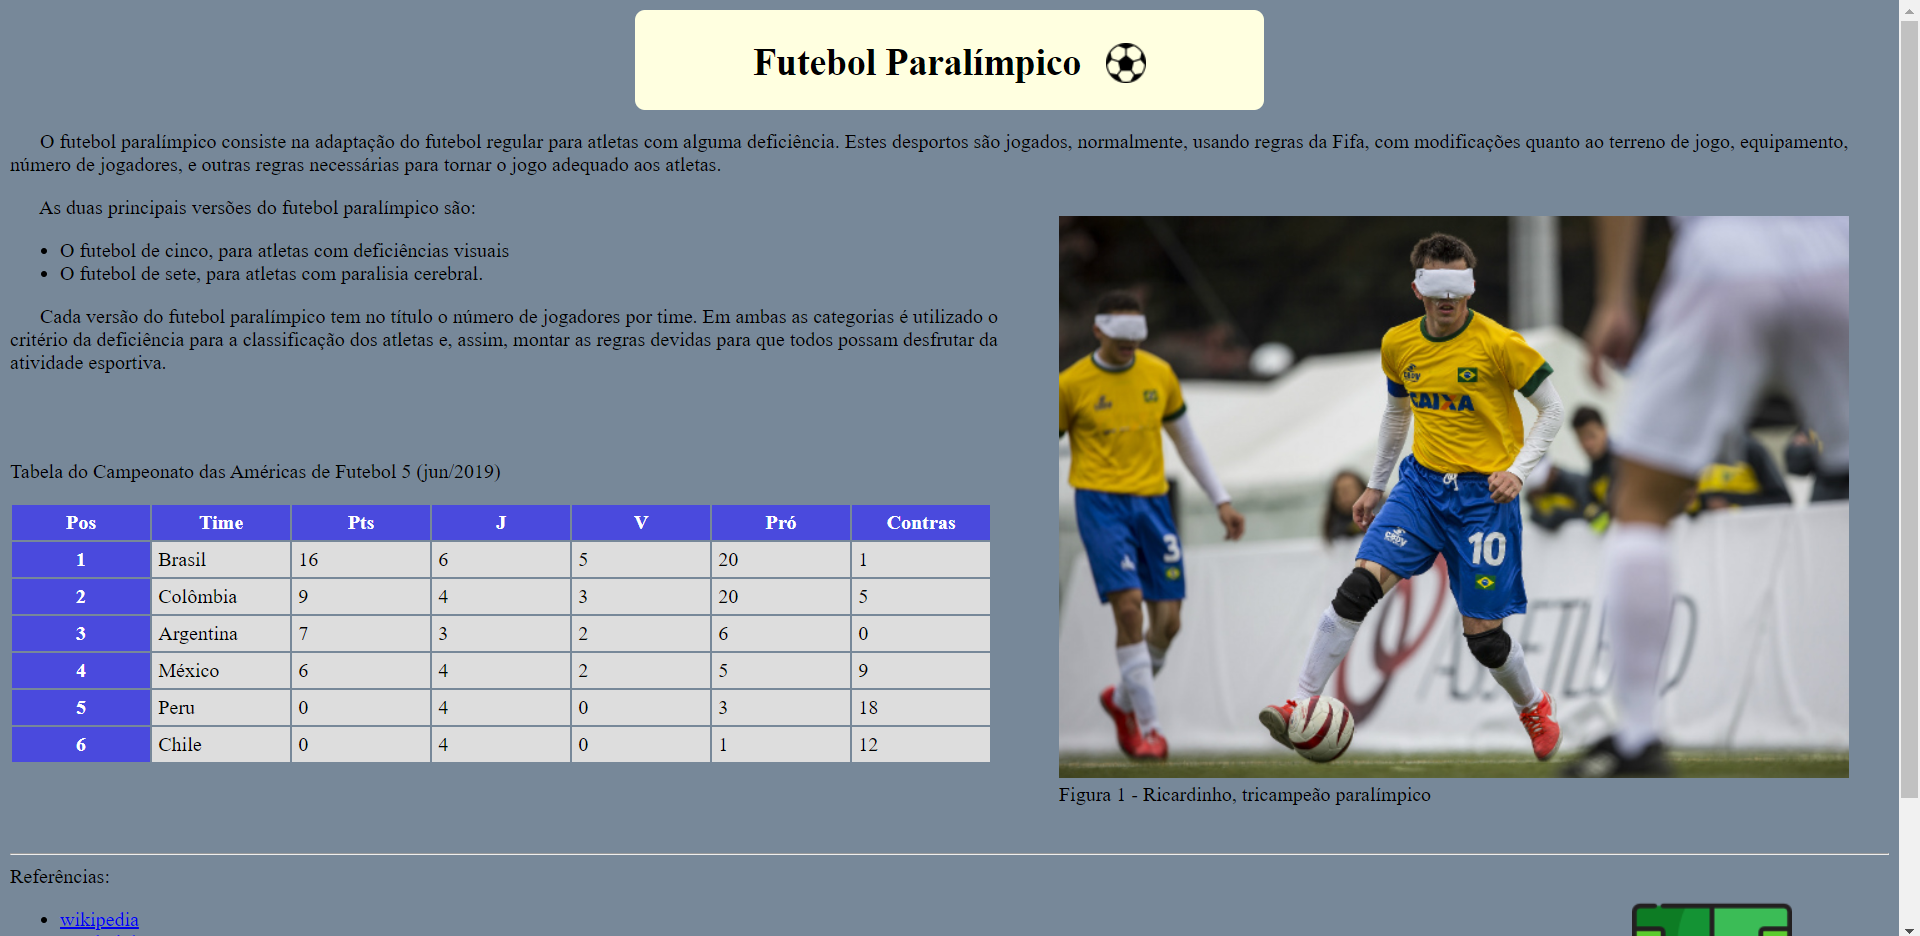 Futebol Paralímpico
O futebol paralímpico consiste na adaptação do futebol regular para atletas com alguma deficiência. Estes desportos são jogados, normalmente, usando regras da Fifa, com modificações quanto ao terreno de jogo, equipamento,
número de jogadores, e outras regras necessárias para tornar o jogo adequado aos atletas.
As duas principais versões do futebol paralímpico são:
• O futebol de cinco, para atletas com deficiências visuais
• O futebol de sete, para atletas com paralisia cerebral.
Cada versão do futebol paralímpico tem no título o número de jogadores por time. Em ambas as categorias é utilizado o
critério da deficiência para a classificação dos atletas e, assim, montar as regras devidas para que todos possam desfrutar da
atividade esportiva.
Tabela do Campeonato das Américas de Futebol 5 (jun/2019)
Pos Time Pts J V Pró Contras
1 Brasil 16 6 5 20 1
2 Colômbia 9 4 3 20 5
3 Argentina 7 3 2 6 0
4 México 6 4 2 5 9
5 Peru 0 4 0 3 18
6 Chile 0 4 0 1 12
CAIXA
10
3
Figura 1 - Ricardinho, tricampeão paralímpico
Referências:
• wikipedia